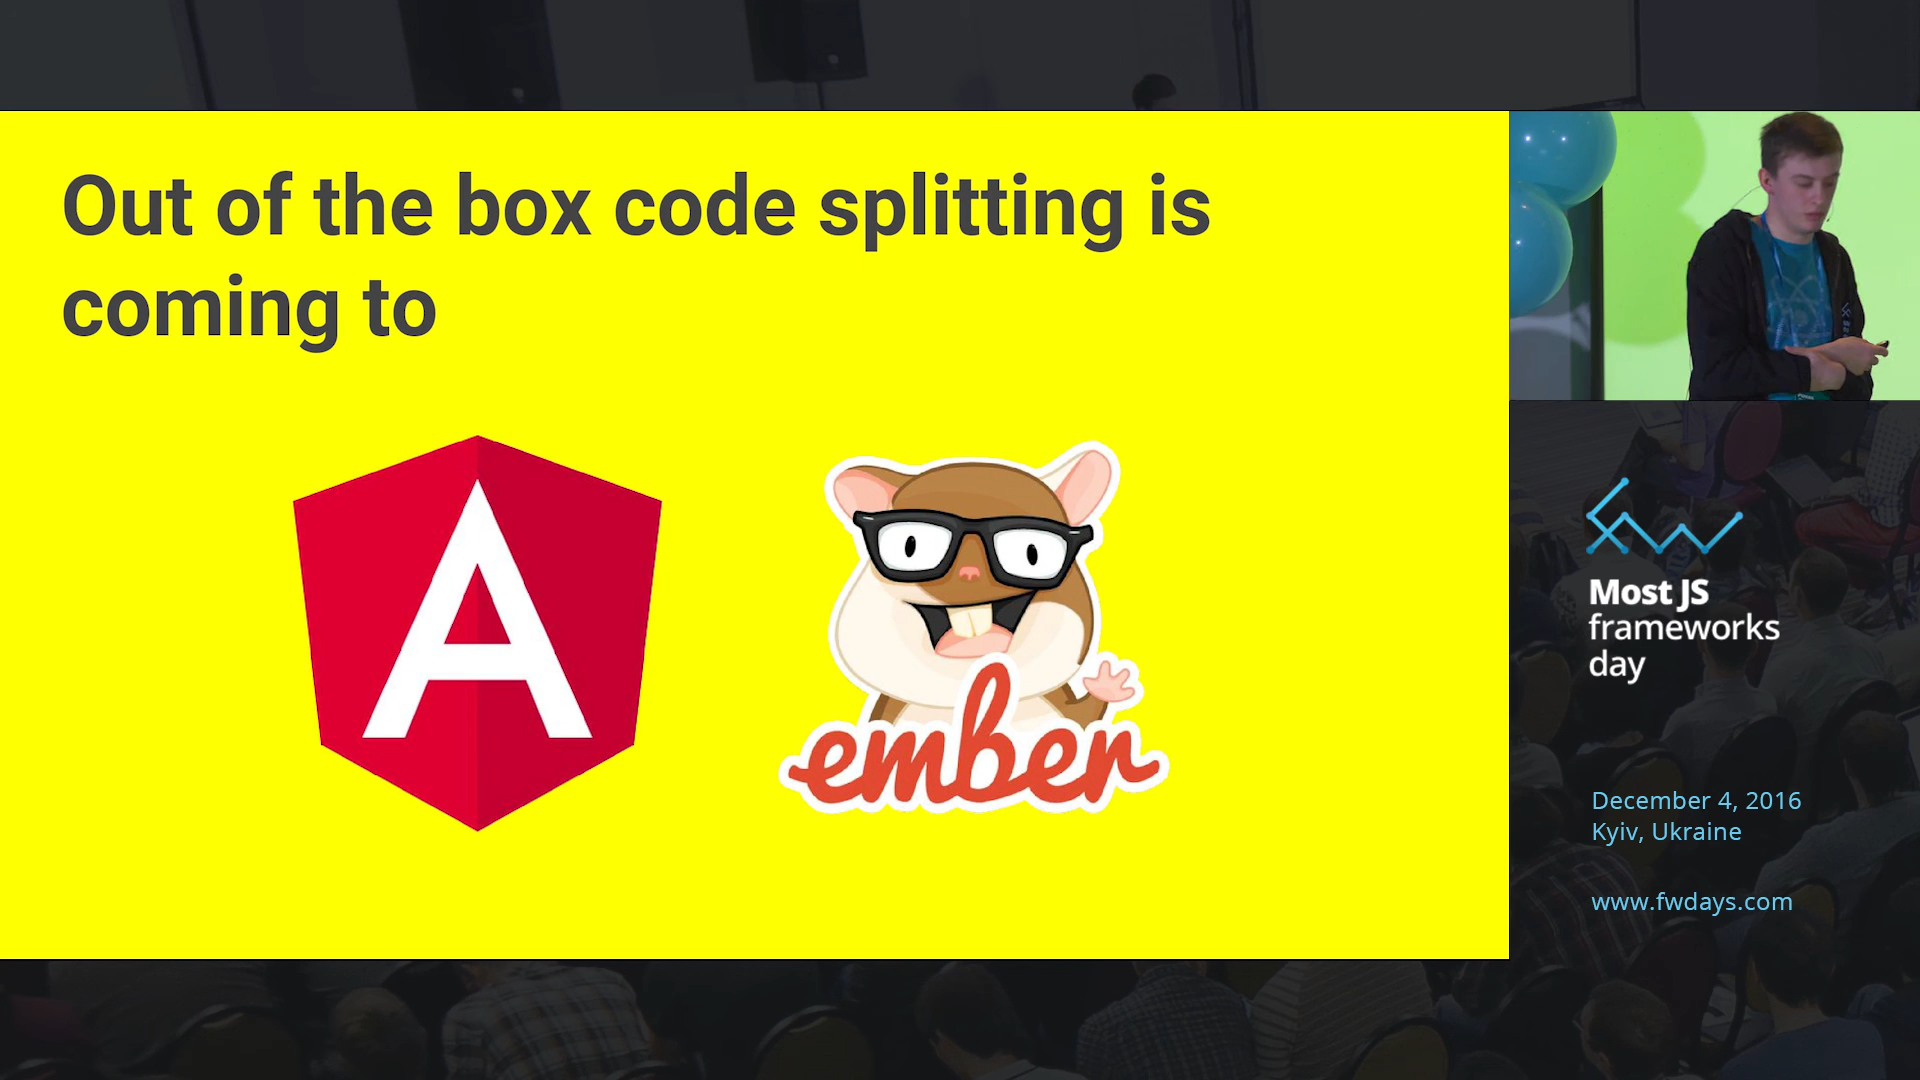 Out of the box code splitting is
coming to
A
ember
Most JS
frameworks
day
December 4, 2016
Kyiv, Ukraine
www.fwdays.com